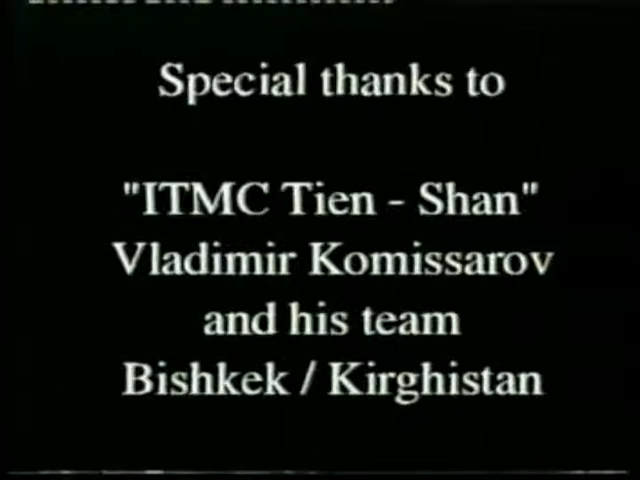 Special thanks to
"ITMC Tien - Shan"
Vladimir Komissarov
and his team
Bishkek / Kirghistan